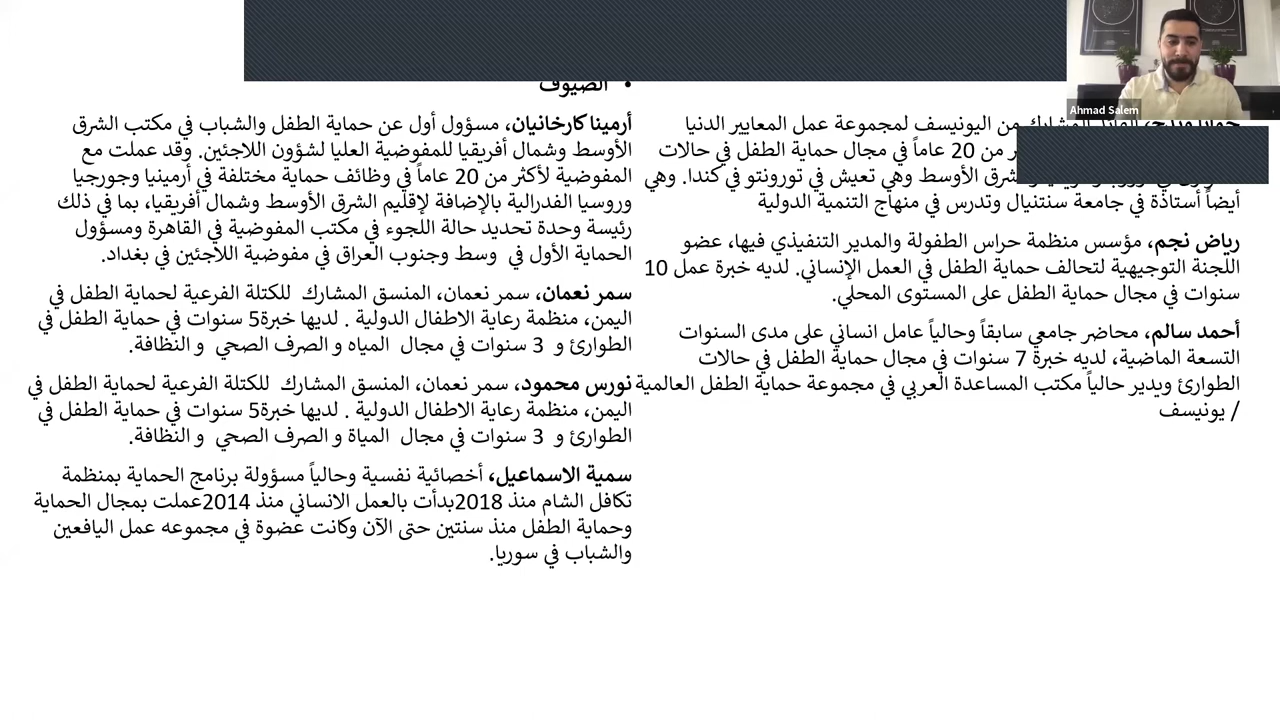 Ahmad Salem
المشارك من اليونيسف لمجموعة عمل المعايير الدنيا
من 20 عاماً في مجال حماية الطفل في حالات
الأوسط وهي تعيش في تورونتو في كندا. وهي
أيضاً أستاذة في جامعة سنتنيال وتدرس في منهاج التنمية الدولية
رياض نجم، مؤسس منظمة حراس الطفولة والمدير التنفيذي فيها، عضو
اللجنة التوجيهية لتحالف حماية الطفل في العمل الإنساني. لديه خبرة عمل 10
سنوات في مجال حماية الطفل على المستوى المحلي.
أحمد سالم، محاضر جامعي سابقاً وحالياً عامل انساني على مدى السنوات
التسعة الماضية، لديه خبرة 7 سنوات في مجال حماية الطفل في حالات
الطوارئ ويدير حالياً مكتب المساعدة العربي في مجموعة حماية الطفل العالمية
/ يونيسف
• الضيوف
أرمينا كارخانيان، مسؤول أول عن حماية الطفل والشباب في مكتب الشرق
الأوسط وشمال أفريقيا للمفوضية العليا لشؤون اللاجئين. وقد عملت مع
المفوضية لأكثر من 20 عاماً في وظائف حماية مختلفة في أرمينيا وجورجيا
وروسيا الفدرالية بالإضافة لإقليم الشرق الأوسط وشمال أفريقيا، بما في ذلك
رئيسة وحدة تحديد حالة اللجوء في مكتب المفوضية في القاهرة ومسؤول
الحماية الأول في وسط وجنوب العراق في مفوضية اللاجئين في بغداد.
سمر نعمان، سمر نعمان، المنسق المشارك للكتلة الفرعية لحماية الطفل في
اليمن، منظمة رعاية الاطفال الدولية . لديها خبرة5 سنوات في حماية الطفل في
الطوارئ و 3 سنوات في مجال المياه و الصرف الصحي و النظافة.
نورس محمود، سمر نعمان، المنسق المشارك للكتلة الفرعية لحماية الطفل في
اليمن، منظمة رعاية الاطفال الدولية . لديها خبرة5 سنوات في حماية الطفل في
الطوارئ و 3 سنوات في مجال المياة و الصرف الصحي و النظافة.
سمية الاسماعيل، أخصائية نفسية وحالياً مسؤولة برنامج الحماية بمنظمة
تكافل الشام منذ 2018بدأت بالعمل الانساني منذ 2014عملت بمجال الحماية
وحماية الطفل منذ سنتين حتى الآن وكانت عضوة في مجموعه عمل اليافعين
والشباب في سوريا.